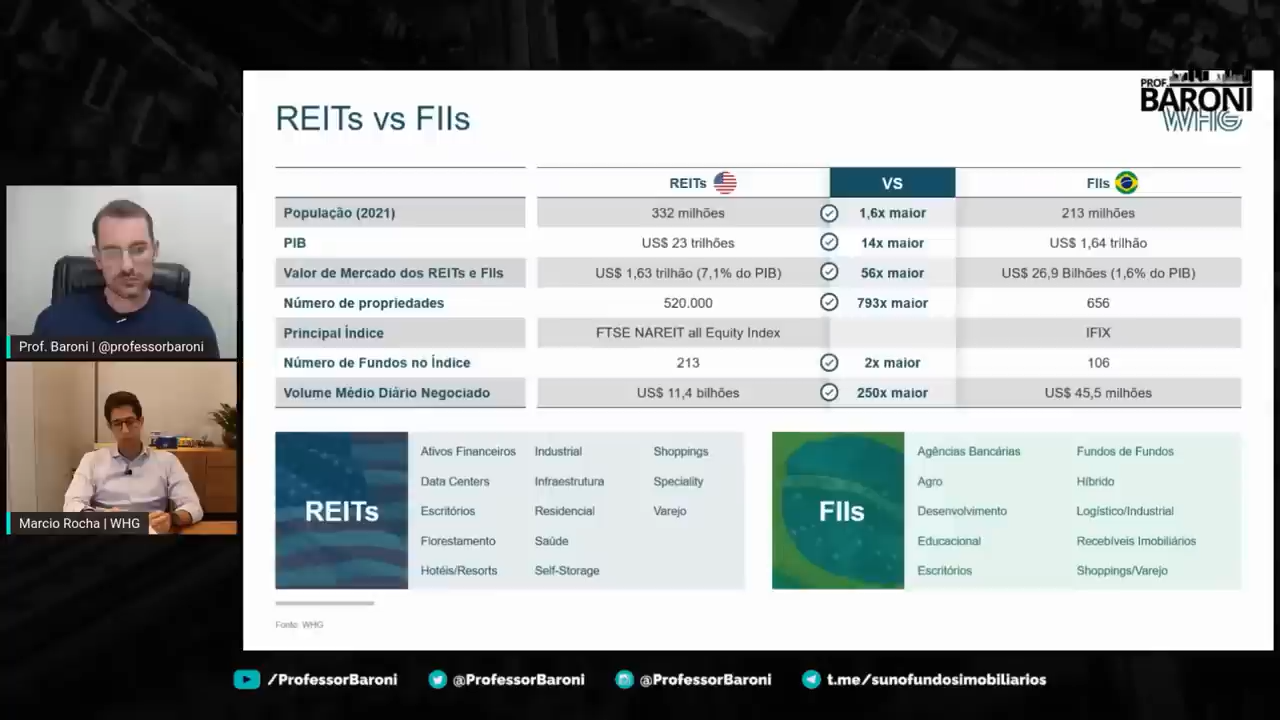 PROF.
BARONI
WHG
REITs vs FIIs
REITs VS FIIs
População (2021) 332 milhões 1,6x maior 213 milhões
PIB US$ 23 trilhões 14x maior US$ 1,64 trilhão
Valor de Mercado dos REITs e FIIs US$ 1,63 trilhão (7,1% do PIB) 56x maior US$ 26,9 Bilhões (1,6% do PIB)
Número de propriedades 520.000 793x maior 656
Principal Índice FTSE NAREIT all Equity Index IFIX
Número de Fundos no Índice 213 2x maior 106
Volume Médio Diário Negociado US$ 11,4 bilhões 250x maior US$ 45,5 milhões
REITs
Ativos Financeiros Industrial Shoppings
Data Centers Infraestrutura Speciality
Escritórios Residencial Varejo
Florestamento Saúde
Hotéis/Resorts Self-Storage
FIIs
Agências Bancárias Fundos de Fundos
Agro Híbrido
Desenvolvimento Logístico/Industrial
Educacional Recebíveis Imobiliários
Escritórios Shoppings/Varejo
Fonte: WHG
Prof. Baroni | @professorbaroni
Marcio Rocha | WHG
/ProfessorBaroni @ProfessorBaroni @ProfessorBaroni t.me/sunofundosimobiliarios